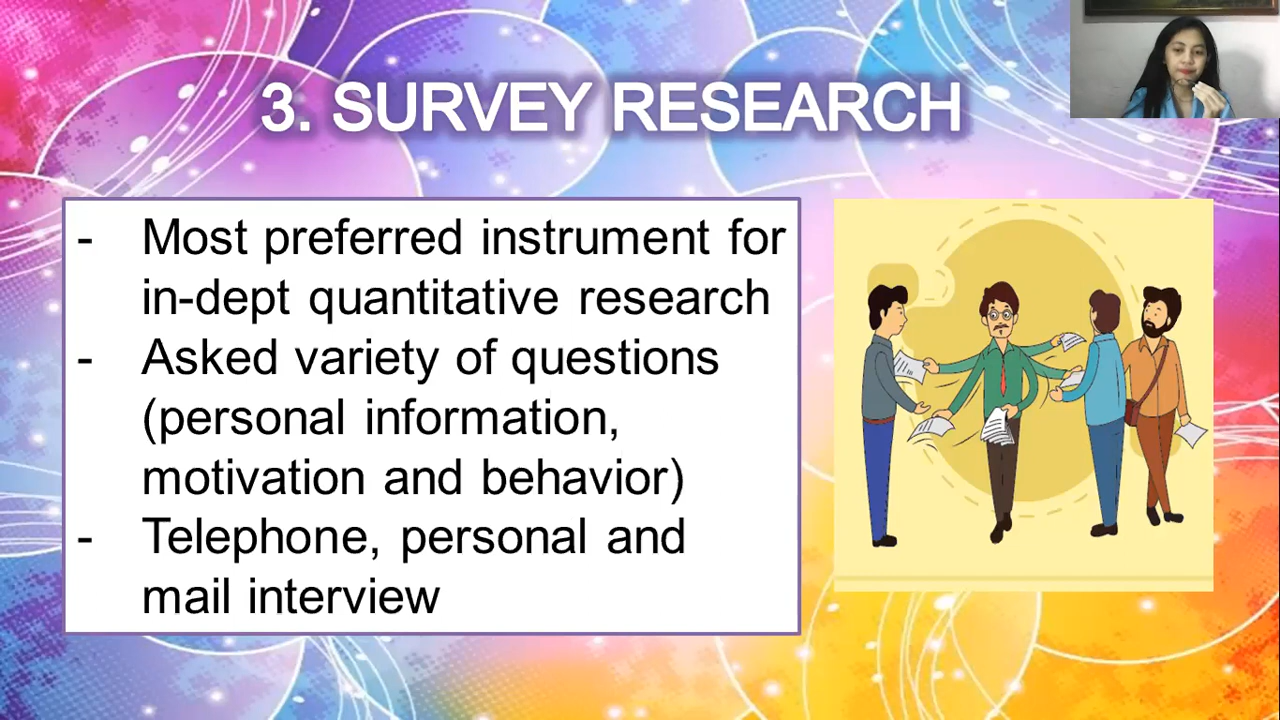 3. SURVEY RESEARCH
- Most preferred instrument for
in-dept quantitative research
- Asked variety of questions
(personal information,
motivation and behavior)
- Telephone, personal and
mail interview